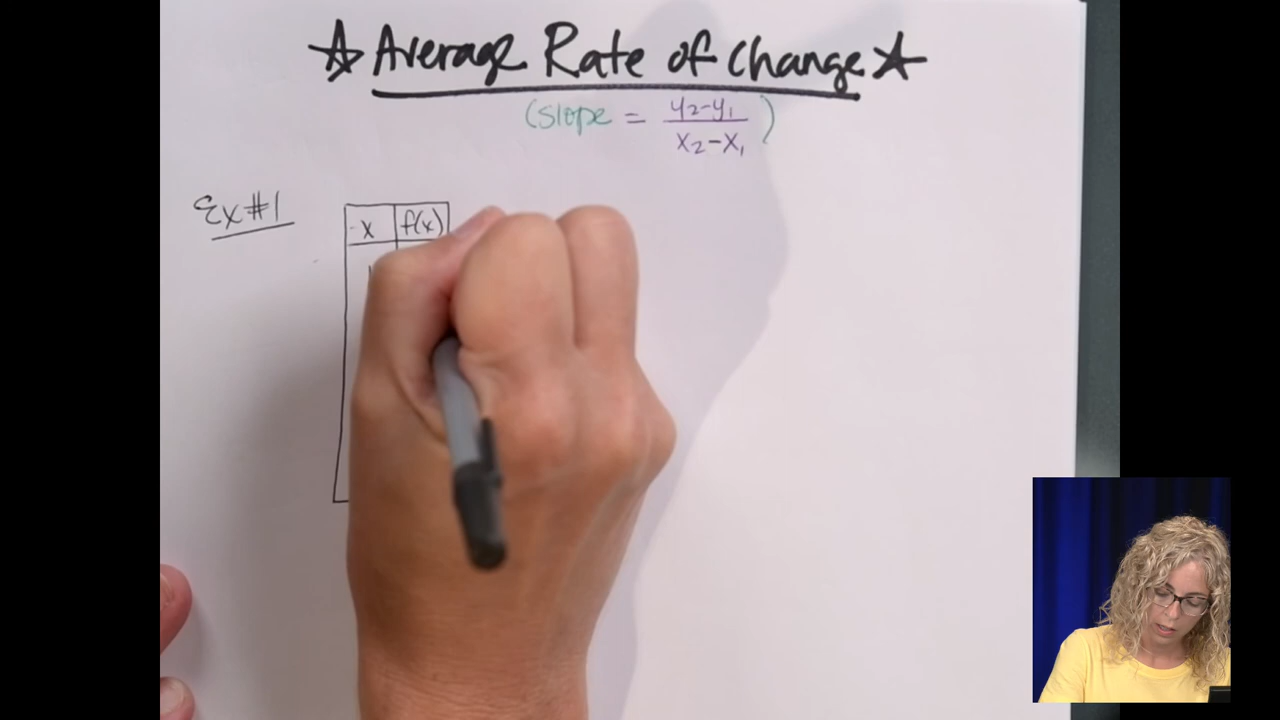 ☆ Average Rate of Change ☆
(slope = y₂-y₁ / x₂-x₁)
Ex#1
x f(x)